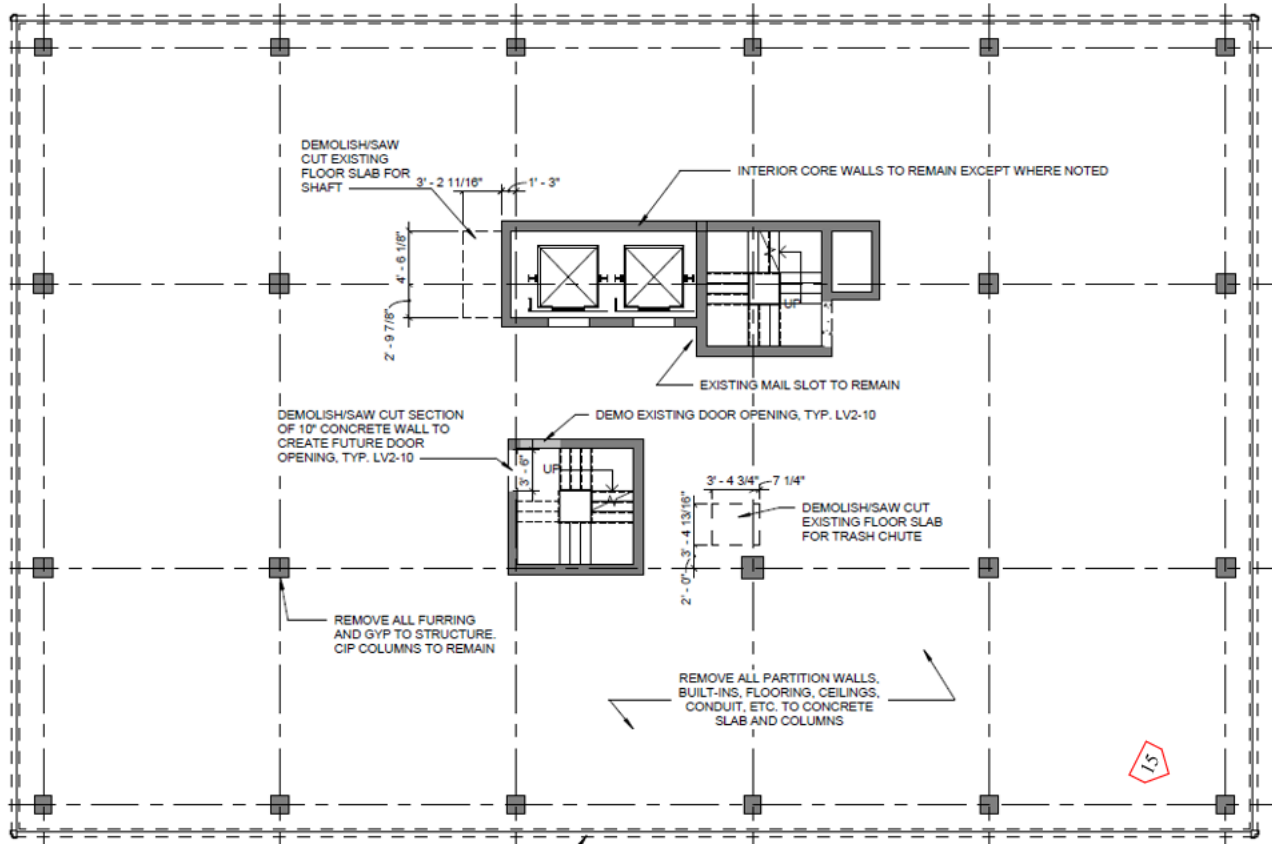 DEMOLISH/SAW
CUT EXISTING
FLOOR SLAB FOR
SHAFT
3' - 2 11/16"
1' - 3"
INTERIOR CORE WALLS TO REMAIN EXCEPT WHERE NOTED
4' - 6 1/8"
2' - 9 7/8"
UP
EXISTING MAIL SLOT TO REMAIN
DEMOLISH/SAW CUT SECTION
OF 10" CONCRETE WALL TO
CREATE FUTURE DOOR
OPENING, TYP. LV2-10
DEMO EXISTING DOOR OPENING, TYP. LV2-10
3' - 6"
UP
3' - 4 3/4"
7 1/4"
3' - 4 13/16"
2' - 0"
DEMOLISH/SAW CUT
EXISTING FLOOR SLAB
FOR TRASH CHUTE
REMOVE ALL FURRING
AND GYP TO STRUCTURE.
CIP COLUMNS TO REMAIN
REMOVE ALL PARTITION WALLS,
BUILT-INS, FLOORING, CEILINGS,
CONDUIT, ETC. TO CONCRETE
SLAB AND COLUMNS
15